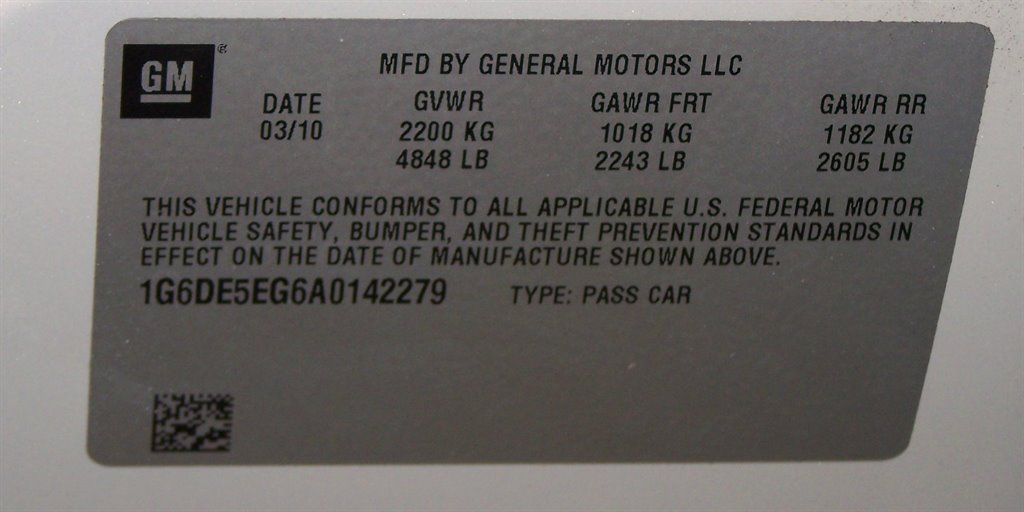 GM®
MFD BY GENERAL MOTORS LLC
DATE GVWR GAWR FRT GAWR RR
03/10 2200 KG 1018 KG 1182 KG
4848 LB 2243 LB 2605 LB
THIS VEHICLE CONFORMS TO ALL APPLICABLE U.S. FEDERAL MOTOR
VEHICLE SAFETY, BUMPER, AND THEFT PREVENTION STANDARDS IN
EFFECT ON THE DATE OF MANUFACTURE SHOWN ABOVE.
1G6DE5EG6A0142279 TYPE: PASS CAR